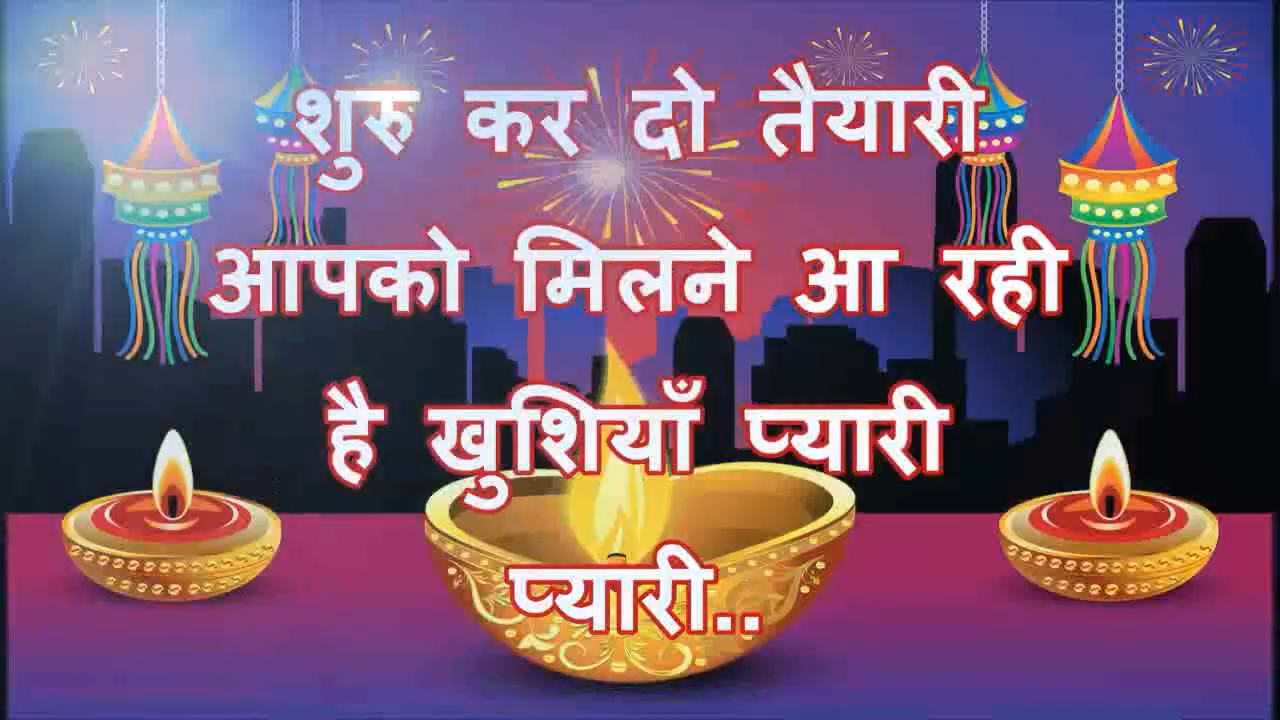 शुरु कर दो तैयारी
आपको मिलने आ रही
है खुशियाँ प्यारी
प्यारी..